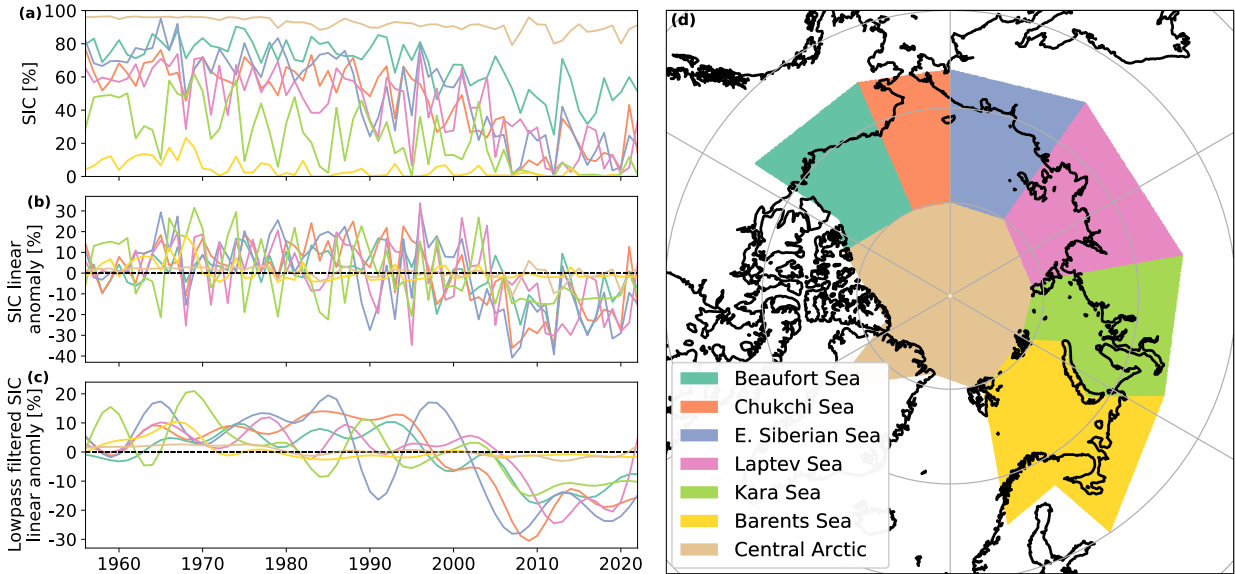 (a)
SIC [%]
100
80
60
40
20
0
(b)
SIC linear
anomaly [%]
30
20
10
0
-10
-20
-30
-40
(c)
Lowpass filtered SIC
linear anomly [%]
20
10
0
-10
-20
-30
1960 1970 1980 1990 2000 2010 2020
(d)
Beaufort Sea
Chukchi Sea
E. Siberian Sea
Laptev Sea
Kara Sea
Barents Sea
Central Arctic